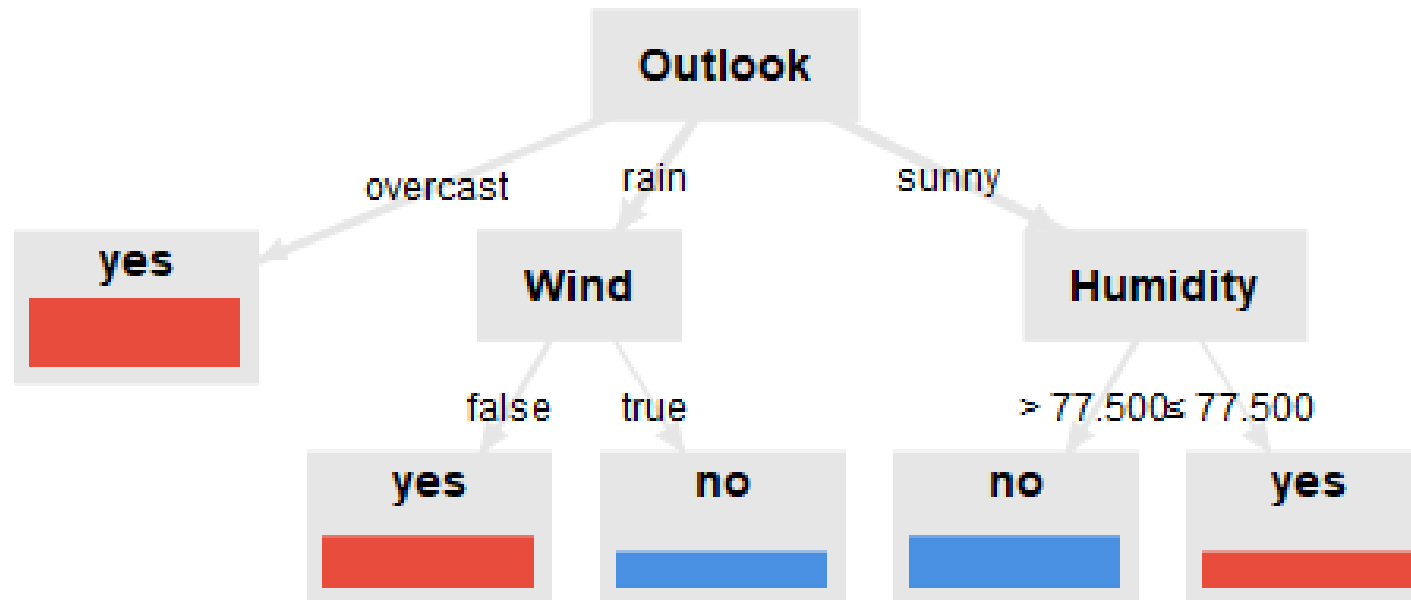 Outlook
overcast
rain
sunny
yes
Wind
Humidity
false
true
> 77.500
≤ 77.500
yes
no
no
yes